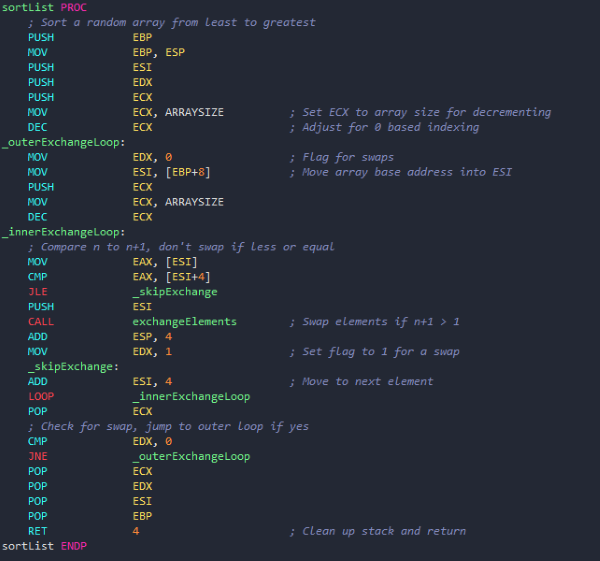 sortList PROC
    ; Sort a random array from least to greatest
    PUSH            EBP
    MOV             EBP, ESP
    PUSH            ESI
    PUSH            EDX
    PUSH            ECX
    MOV             ECX, ARRAYSIZE          ; Set ECX to array size for decrementing
    DEC             ECX                     ; Adjust for 0 based indexing
_outerExchangeLoop:
    MOV             EDX, 0                  ; Flag for swaps
    MOV             ESI, [EBP+8]            ; Move array base address into ESI
    PUSH            ECX
    MOV             ECX, ARRAYSIZE
    DEC             ECX
_innerExchangeLoop:
    ; Compare n to n+1, don't swap if less or equal
    MOV             EAX, [ESI]
    CMP             EAX, [ESI+4]
    JLE             _skipExchange
    PUSH            ESI
    CALL            exchangeElements        ; Swap elements if n+1 > 1
    ADD             ESP, 4
    MOV             EDX, 1                  ; Set flag to 1 for a swap
    _skipExchange:
    ADD             ESI, 4                  ; Move to next element
    LOOP            _innerExchangeLoop
    POP             ECX
    ; Check for swap, jump to outer loop if yes
    CMP             EDX, 0
    JNE             _outerExchangeLoop
    POP             ECX
    POP             EDX
    POP             ESI
    POP             EBP
    RET             4                       ; Clean up stack and return
sortList ENDP